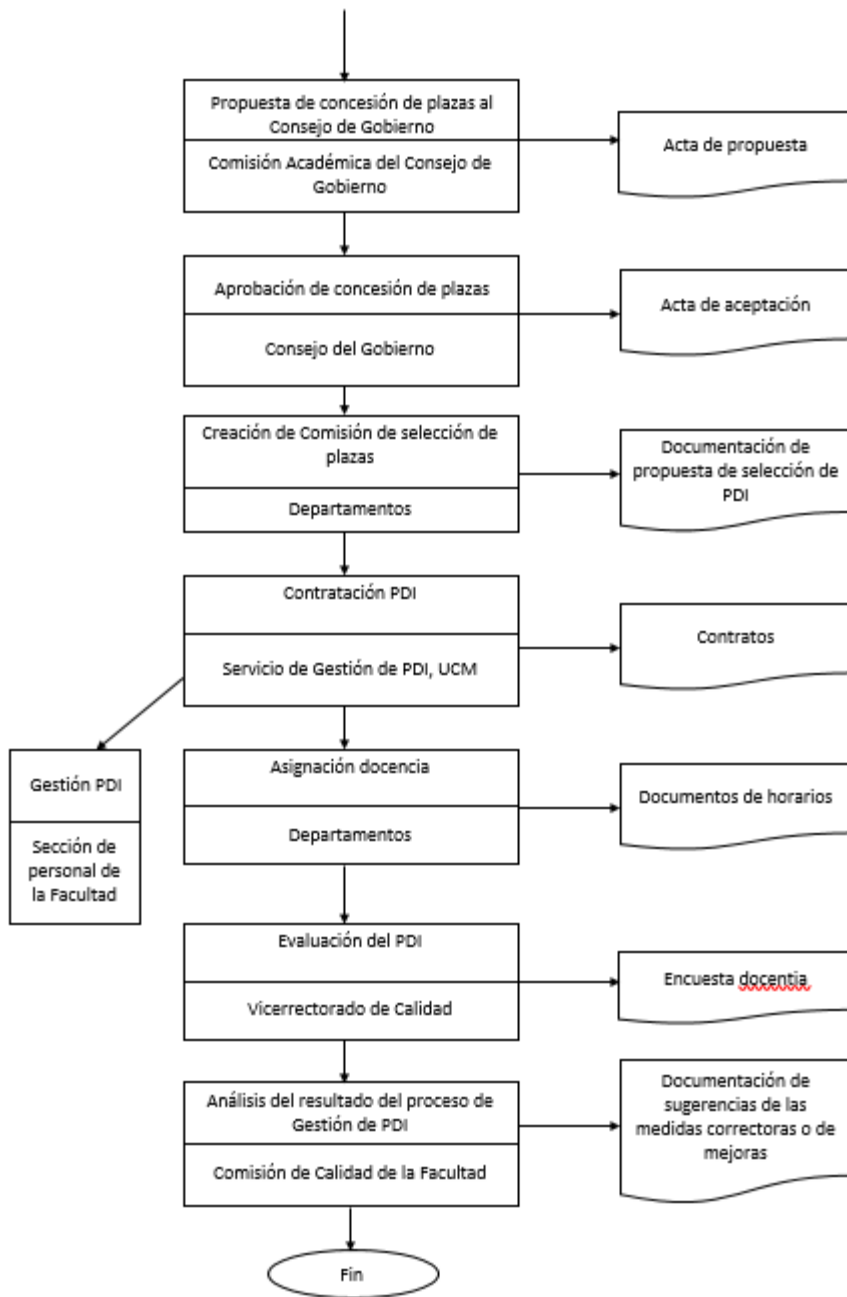 Propuesta de concesión de plazas al
Consejo de Gobierno
Comisión Académica del Consejo de
Gobierno
Acta de propuesta
Aprobación de concesión de plazas
Consejo del Gobierno
Acta de aceptación
Creación de Comisión de selección de
plazas
Departamentos
Documentación de
propuesta de selección de
PDI
Contratación PDI
Servicio de Gestión de PDI, UCM
Contratos
Gestión PDI
Sección de
personal de
la Facultad
Asignación docencia
Departamentos
Documentos de horarios
Evaluación del PDI
Vicerrectorado de Calidad
Encuesta docentia
Análisis del resultado del proceso de
Gestión de PDI
Comisión de Calidad de la Facultad
Documentación de
sugerencias de las
medidas correctoras o de
mejoras
Fin